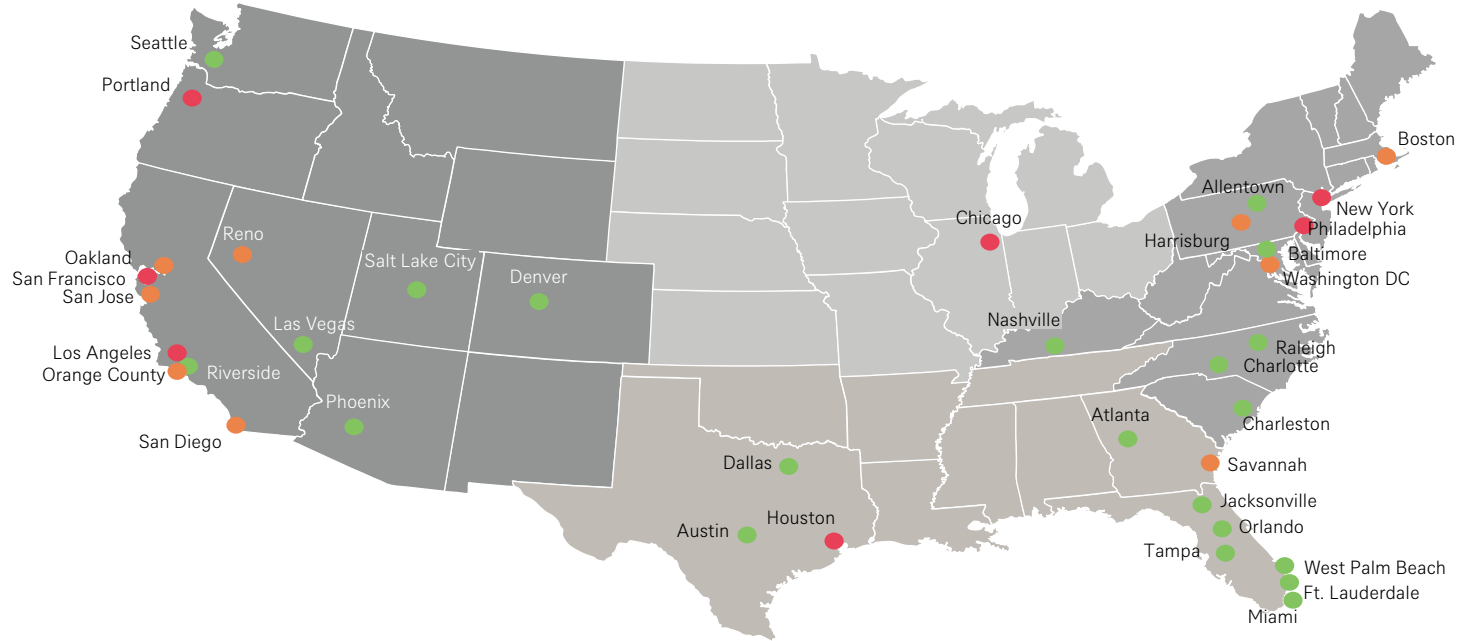 Seattle
Portland
Boston
Allentown
New York
Chicago
Philadelphia
Reno
Harrisburg
Oakland
Salt Lake City
Baltimore
San Francisco
Denver
Washington DC
San Jose
Las Vegas
Nashville
Raleigh
Los Angeles
Charlotte
Orange County
Riverside
Phoenix
Atlanta
Charleston
San Diego
Dallas
Savannah
Jacksonville
Houston
Austin
Orlando
Tampa
West Palm Beach
Ft. Lauderdale
Miami